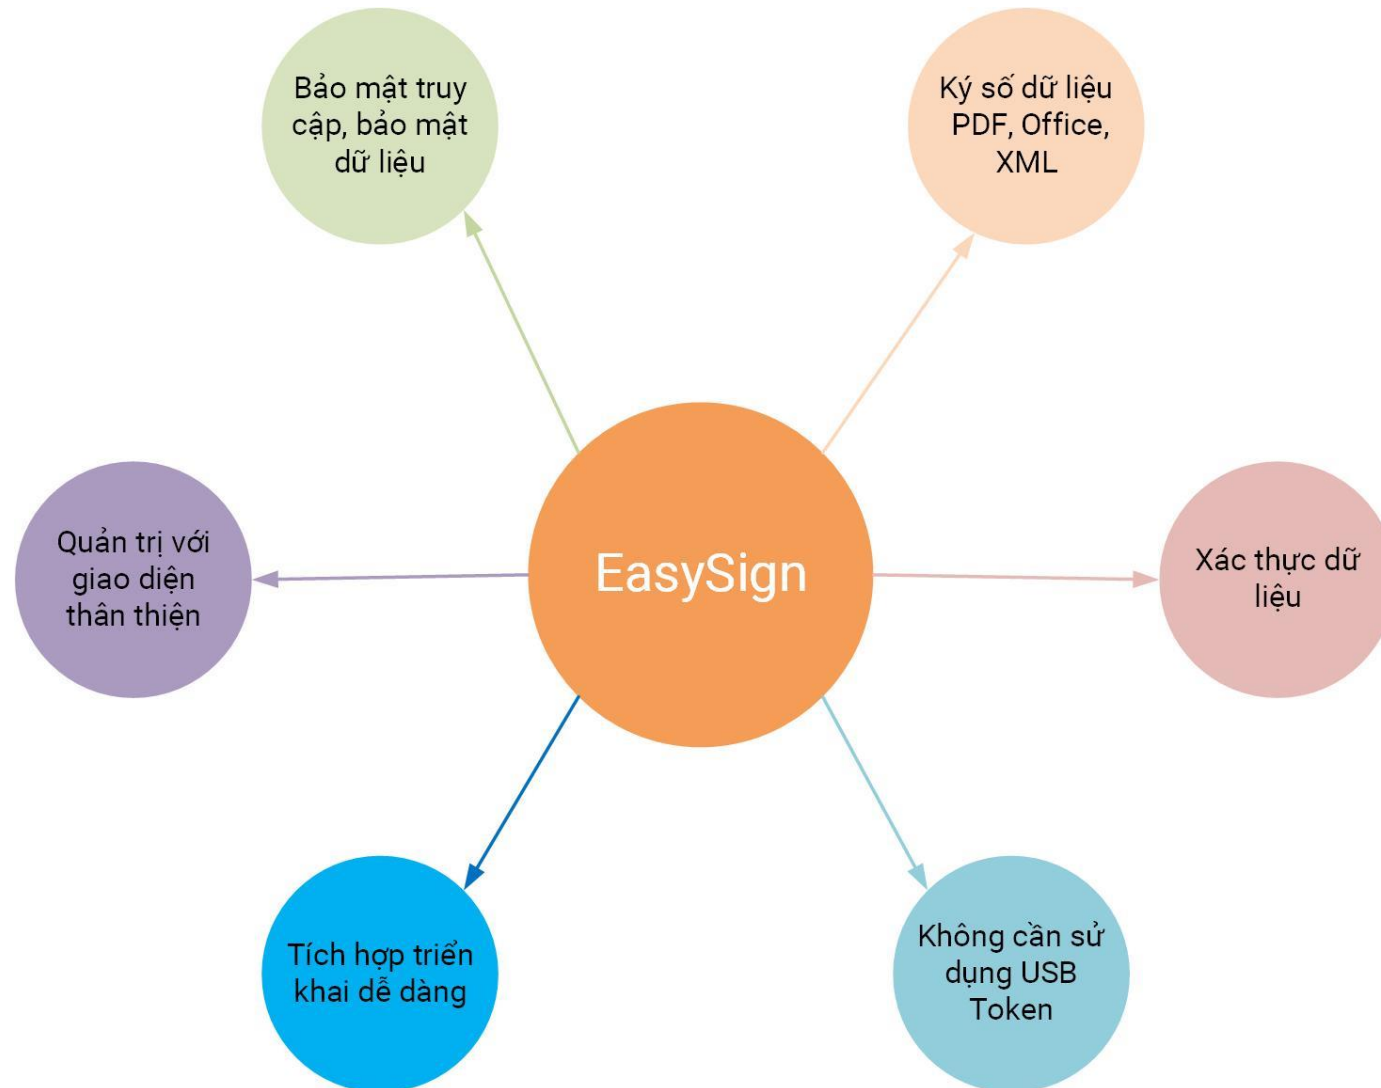 Bảo mật truy
cập, bảo mật
dữ liệu
Ký số dữ liệu
PDF, Office,
XML
Quản trị với
giao diện
thân thiện
EasySign
Xác thực dữ
liệu
Tích hợp triển
khai dễ dàng
Không cần sử
dụng USB
Token